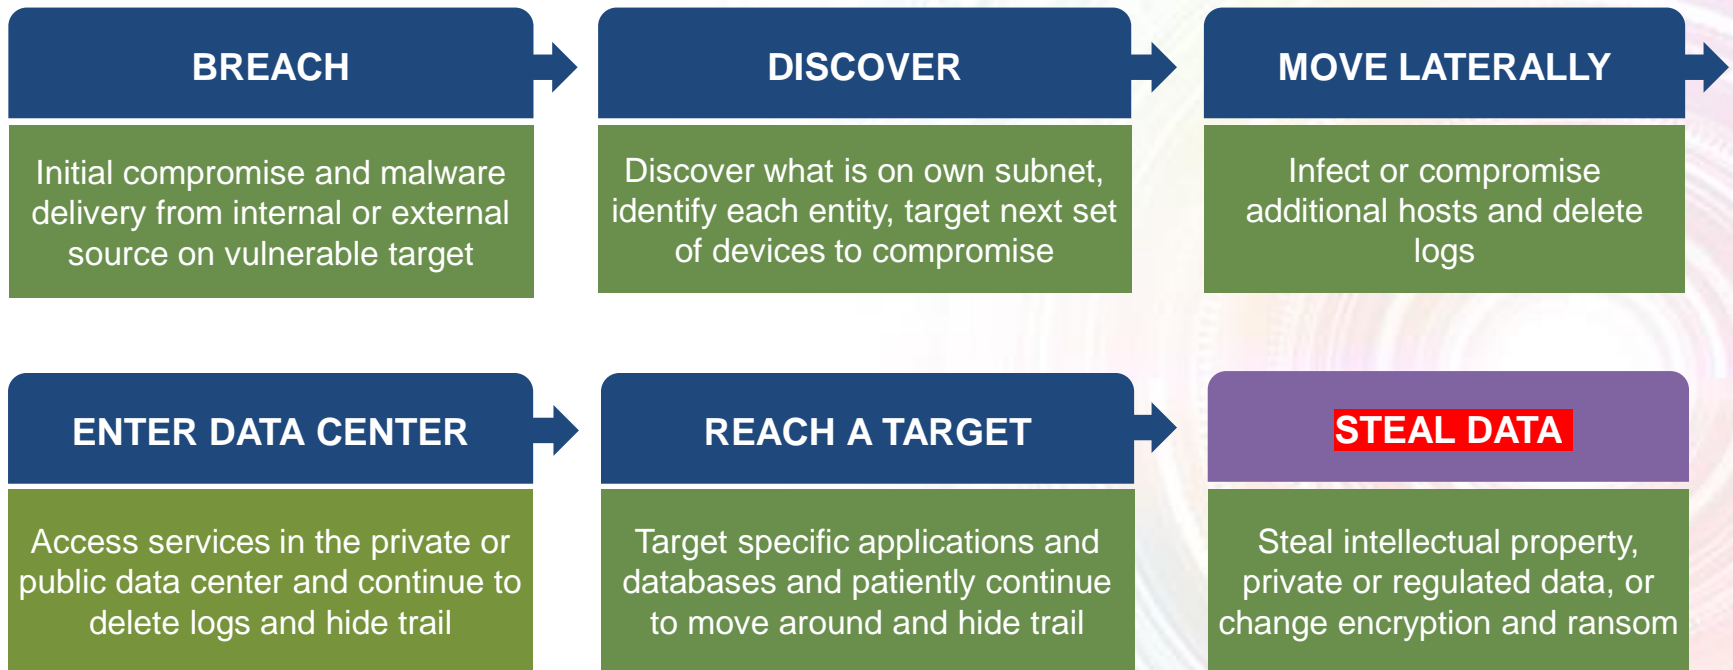 BREACH
Initial compromise and malware
delivery from internal or external
source on vulnerable target
DISCOVER
Discover what is on own subnet,
identify each entity, target next set
of devices to compromise
MOVE LATERALLY
Infect or compromise
additional hosts and delete
logs
ENTER DATA CENTER
Access services in the private or
public data center and continue to
delete logs and hide trail
REACH A TARGET
Target specific applications and
databases and patiently continue
to move around and hide trail
STEAL DATA
Steal intellectual property,
private or regulated data, or
change encryption and ransom